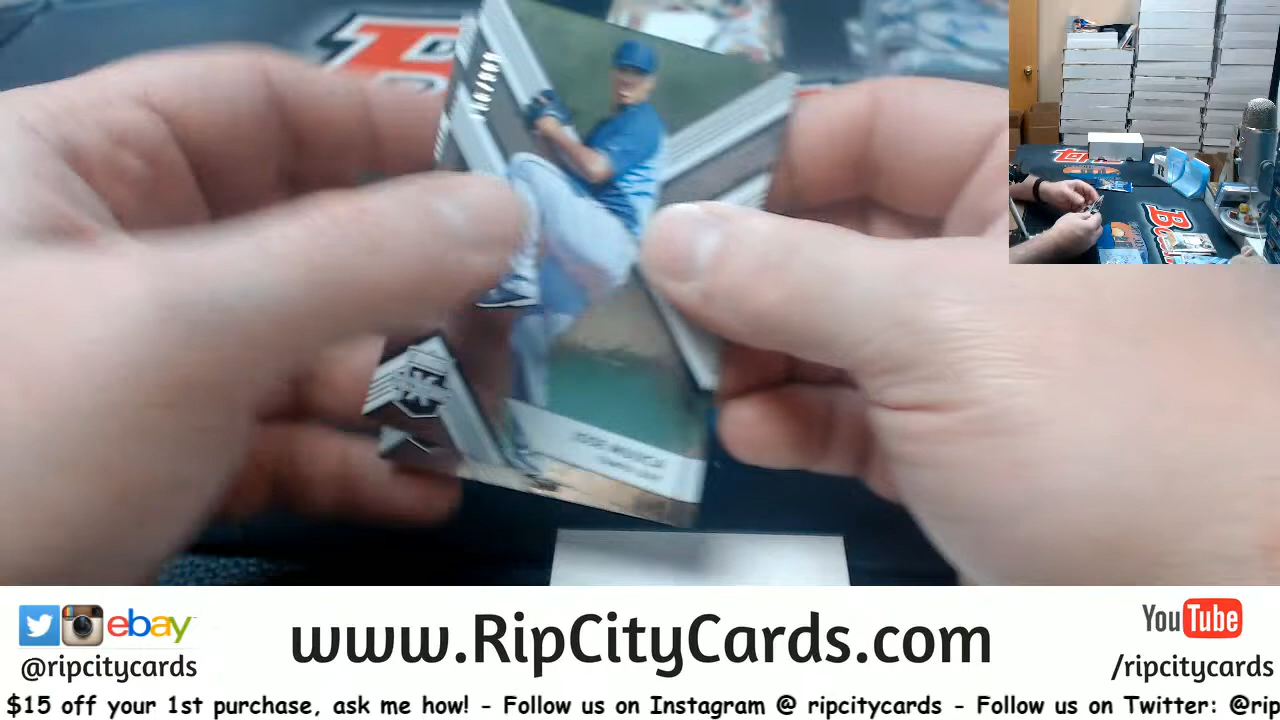 www.RipCityCards.com
ebay
@ripcitycards
YouTube
/ripcitycards
$15 off your 1st purchase, ask me how! - Follow us on Instagram @ ripcitycards - Follow us on Twitter: @rip